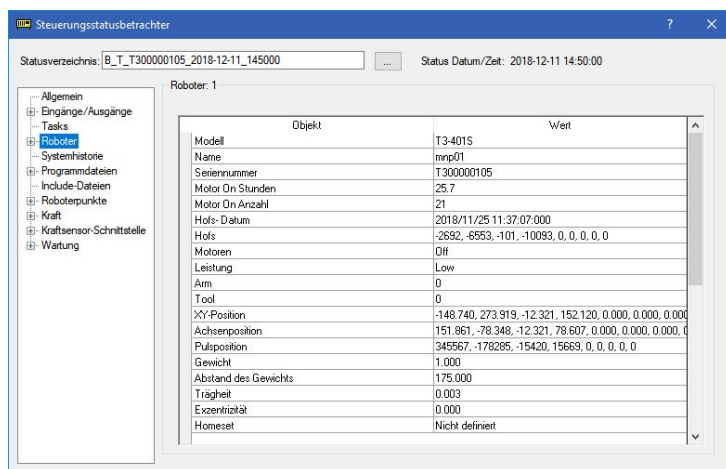 Steuerungsstatusbetrachter
Statusverzeichnis: B_T_T300000105_2018-12-11_145000 ... Status Datum/Zeit: 2018-12-11 14:50:00
Allgemein
Eingänge/Ausgänge
Tasks
Roboter
Systemhistorie
Programmdateien
Include-Dateien
Roboterpunkte
Kraft
Kraftsensor-Schnittstelle
Wartung
Roboter: 1
Objekt Wert
Modell T3-401S
Name mnp01
Seriennummer T300000105
Motor On Stunden 25.7
Motor On Anzahl 21
Hofs- Datum 2018/11/25 11:37:07:000
Hofs -2692, -6553, -101, -10093, 0, 0, 0, 0, 0
Motoren Off
Leistung Low
Arm 0
Tool 0
XY-Position -148.740, 273.919, -12.321, 152.120, 0.000, 0.000, 0.000
Achsenposition 151.861, -78.348, -12.321, 78.607, 0.000, 0.000, 0.000, 0
Pulsposition 345567, -178285, -15420, 15669, 0, 0, 0, 0, 0
Gewicht 1.000
Abstand des Gewichts 175.000
Trägheit 0.003
Exzentrizität 0.000
Homeset Nicht definiert